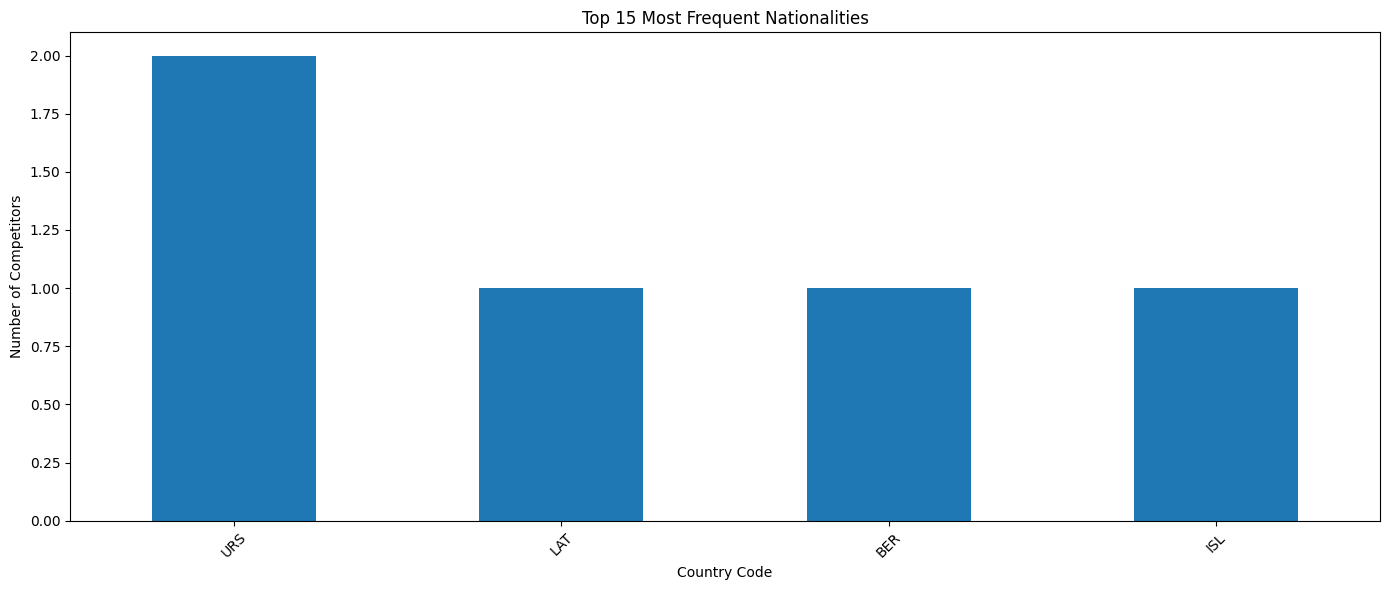 Top 15 Most Frequent Nationalities
Number of Competitors
2.00
1.75
1.50
1.25
1.00
0.75
0.50
0.25
0.00
URS
LAT
BER
ISL
Country Code